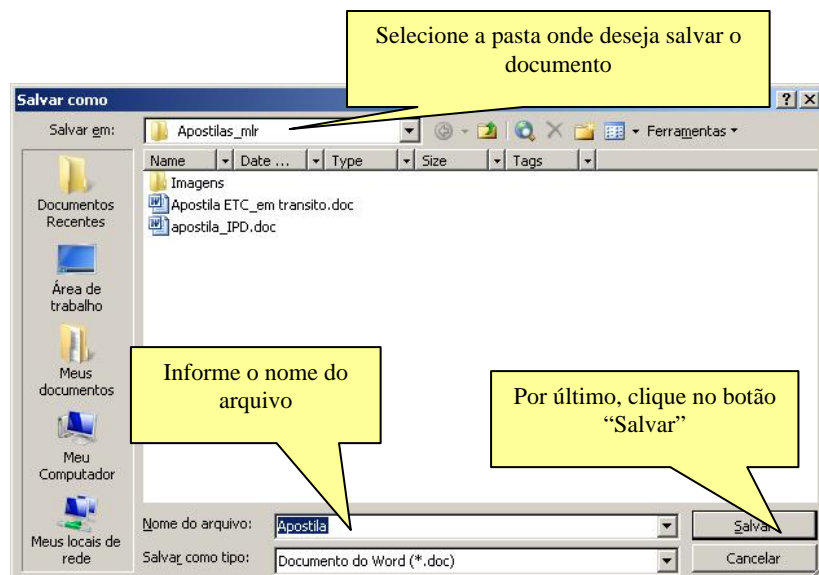 Selecione a pasta onde deseja salvar o
documento
Salvar como
Salvar em: Apostilas_mlr Ferramentas
Name Date ... Type Size Tags
Imagens
Apostila ETC_em transito.doc
apostila_IPD.doc
Documentos
Recentes
Área de
trabalho
Meus
documentos
Meu
Computador
Meus locais de
rede
Informe o nome do
arquivo
Por último, clique no botão
“Salvar”
Nome do arquivo: Apostila Salvar
Salvar como tipo: Documento do Word (*.doc) Cancelar